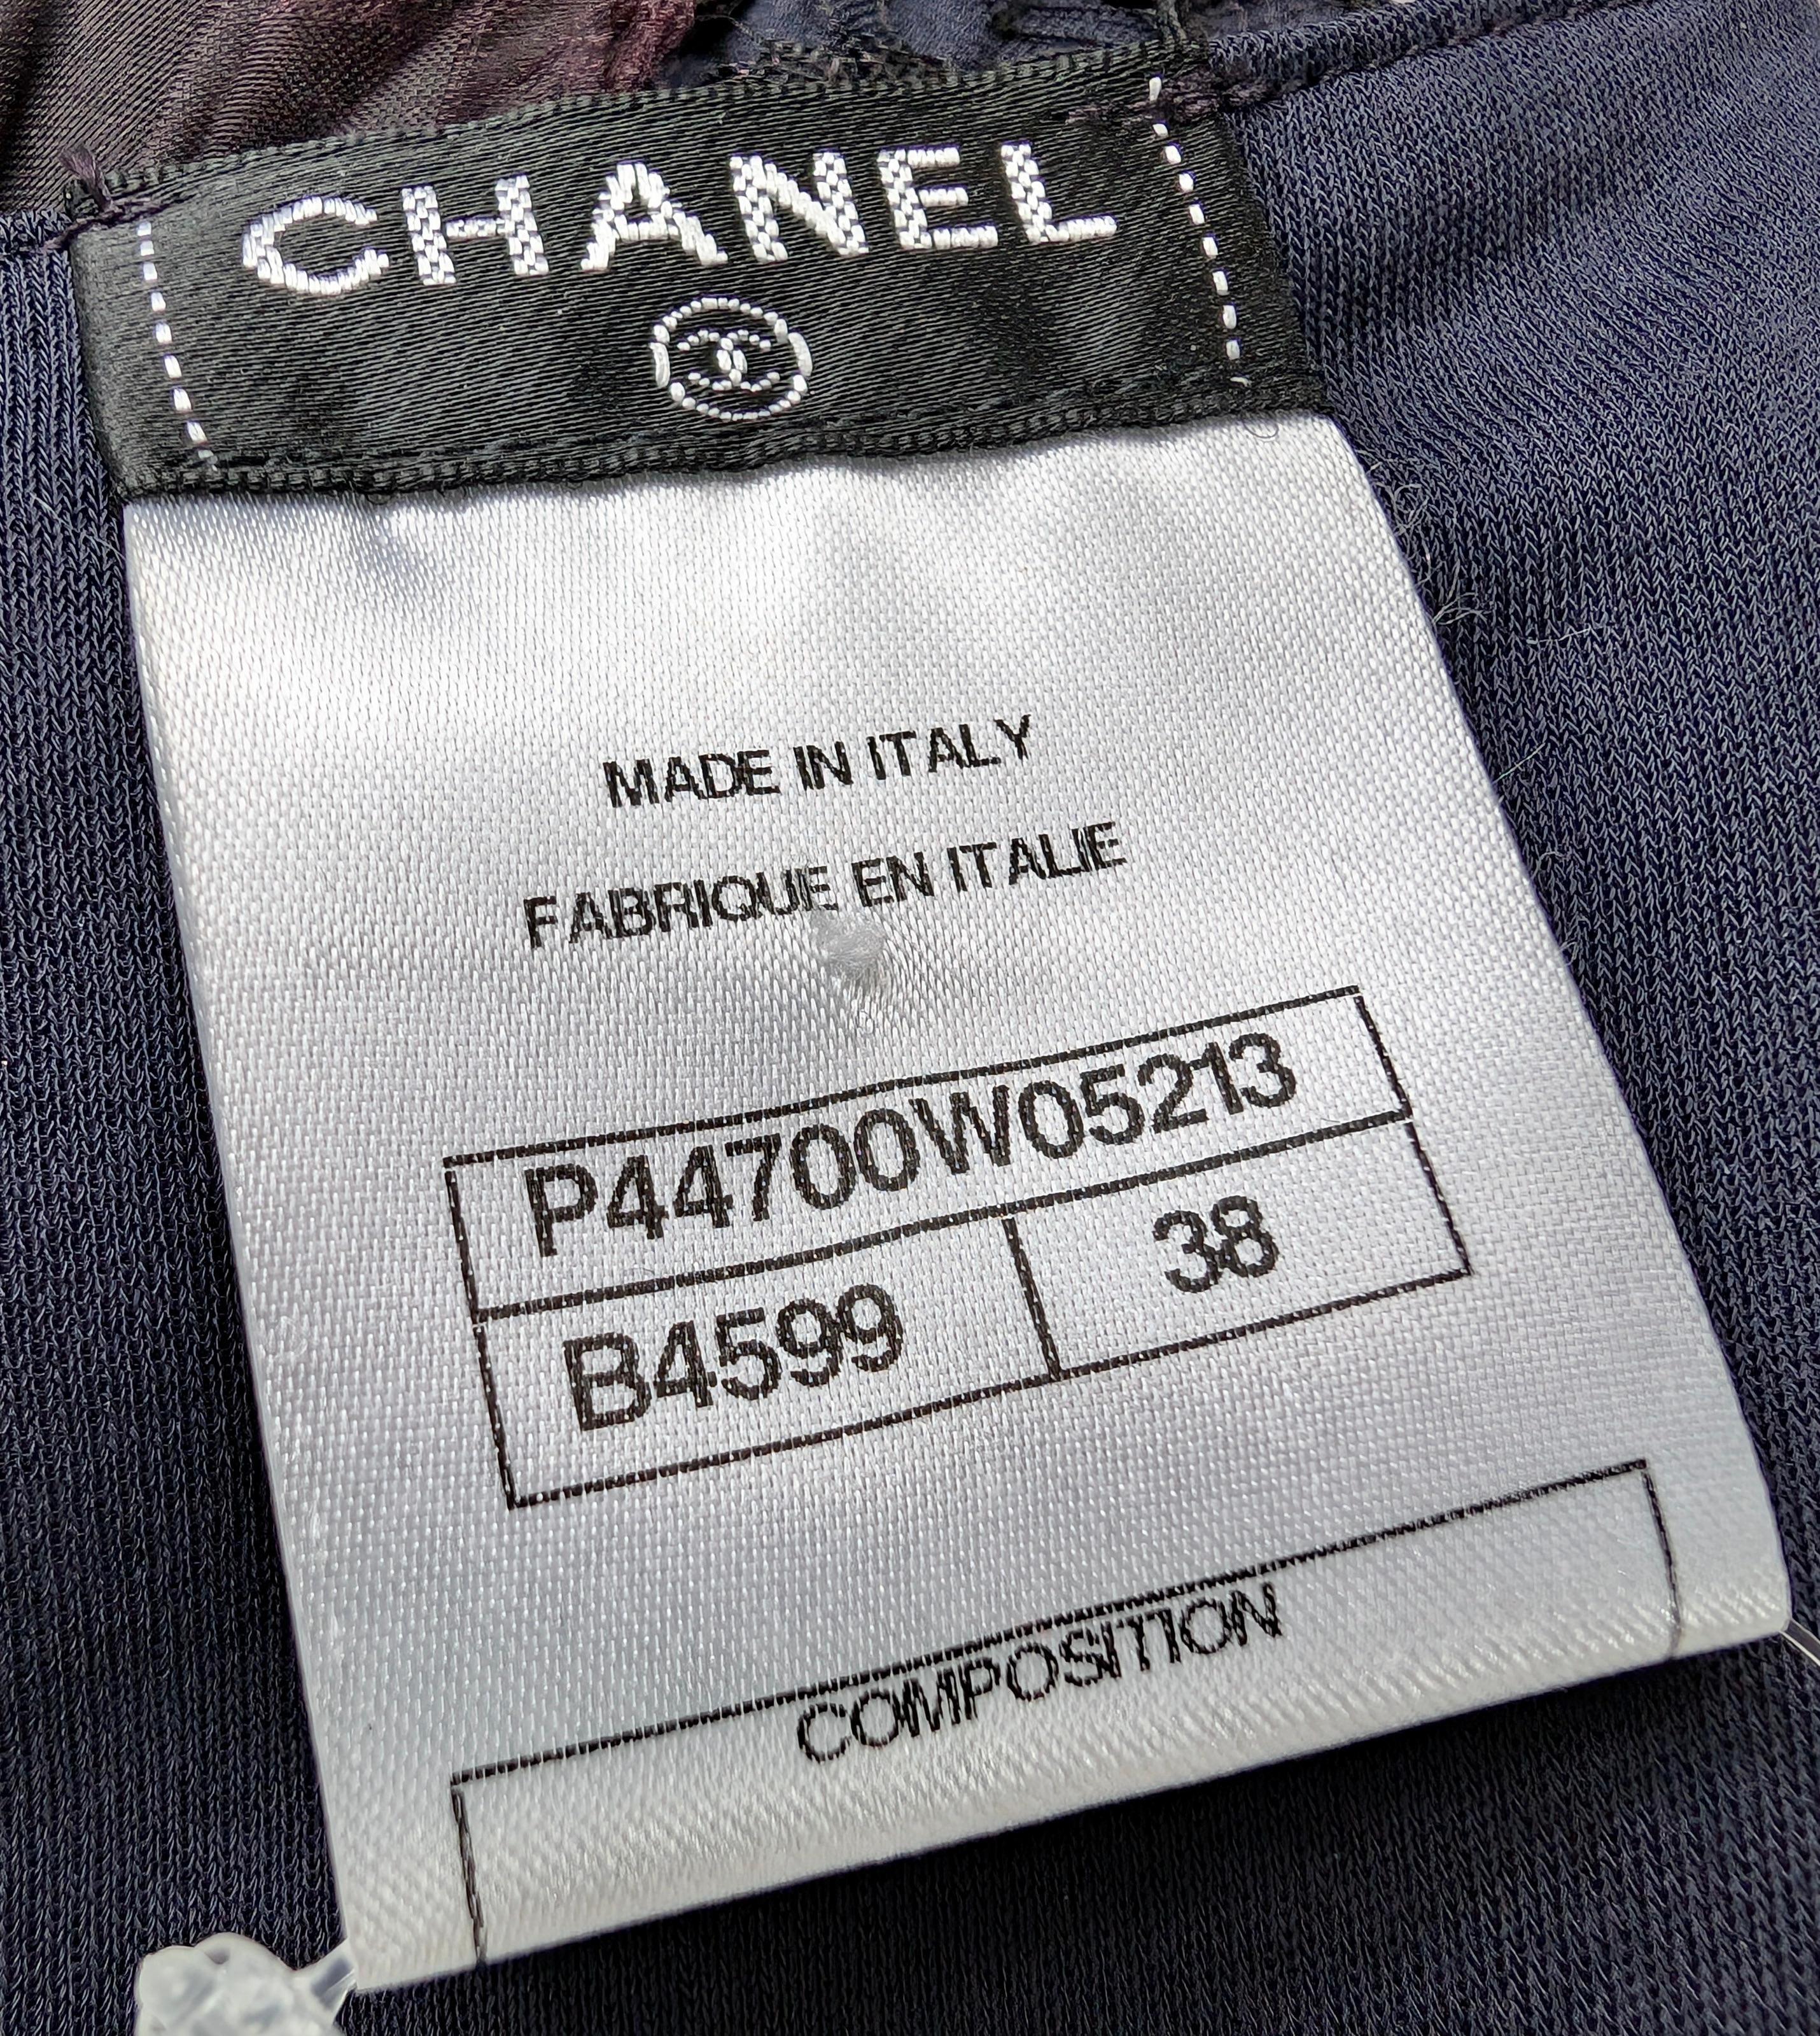 CHANEL
MADE IN ITALY
FABRIQUE EN ITALIE
P44700W05213
B4599 38
COMPOSITION